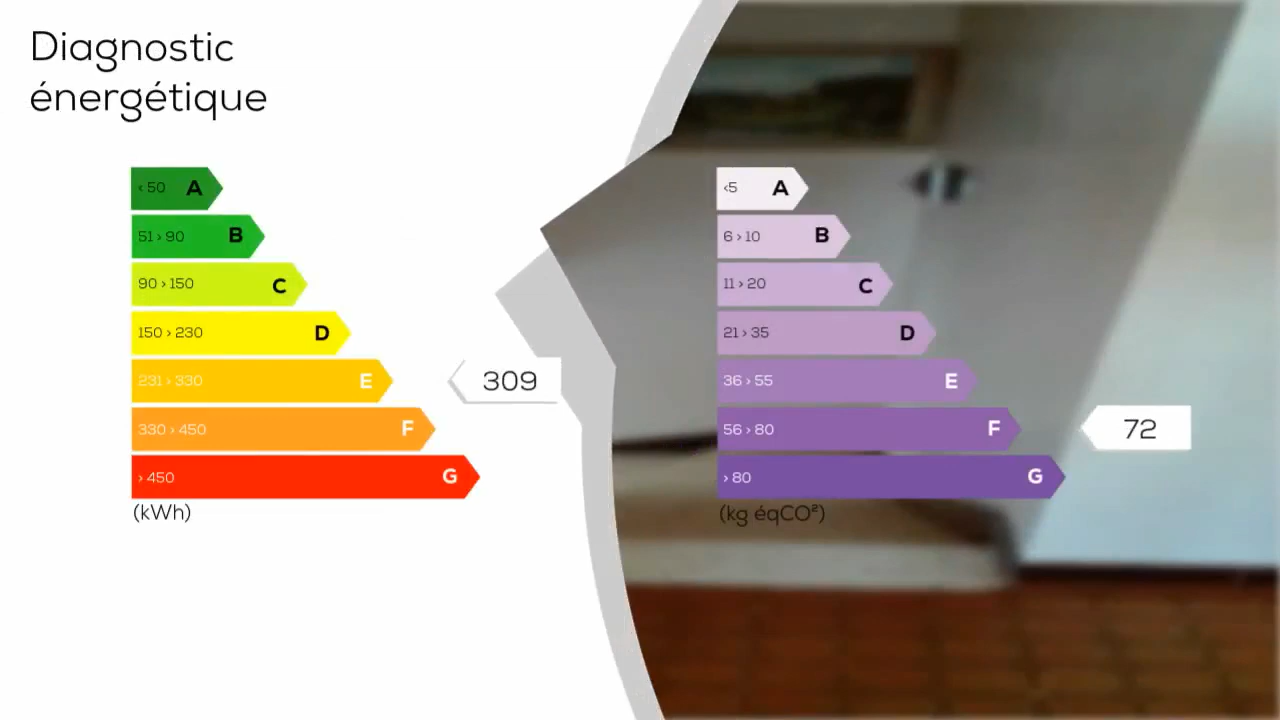 Diagnostic
énergétique
< 50 A
51 > 90 B
90 > 150 C
150 > 230 D
231 > 330 E
309
330 > 450 F
> 450 G
(kWh)
<5 A
6 > 10 B
11 > 20 C
21 > 35 D
36 > 55 E
56 > 80 F
72
> 80 G
(kg éqCO²)